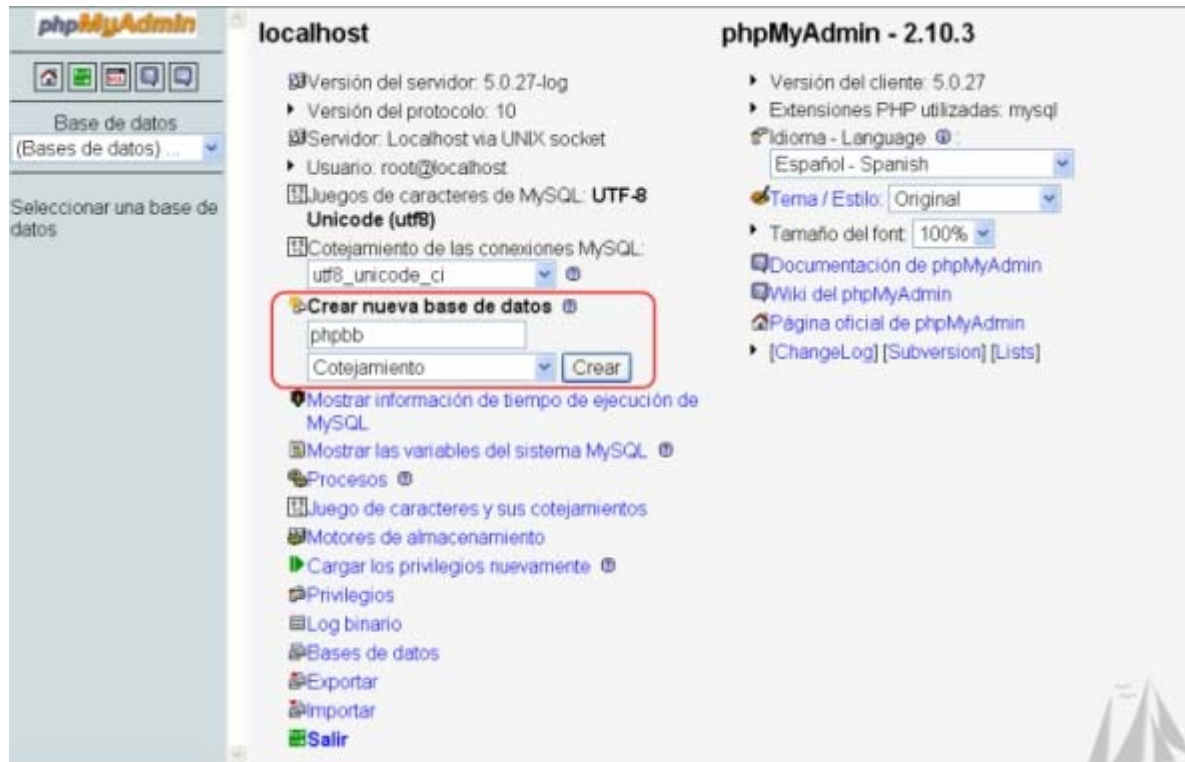 phpMyAdmin
Base de datos
(Bases de datos) ...
Seleccionar una base de
datos
localhost
Versión del servidor: 5.0.27-log
Versión del protocolo: 10
Servidor: Localhost via UNIX socket
Usuario: root@localhost
Juegos de caracteres de MySQL: UTF-8
Unicode (utf8)
Cotejamiento de las conexiones MySQL:
utf8_unicode_ci
Crear nueva base de datos
phpbb
Cotejamiento
Crear
Mostrar información de tiempo de ejecución de
MySQL
Mostrar las variables del sistema MySQL
Procesos
Juego de caracteres y sus cotejamientos
Motores de almacenamiento
Cargar los privilegios nuevamente
Privilegios
Log binario
Bases de datos
Exportar
Importar
Salir
phpMyAdmin - 2.10.3
Versión del cliente: 5.0.27
Extensiones PHP utilizadas: mysql
Idioma - Language :
Español - Spanish
Tema / Estilo: Original
Tamaño del font: 100%
Documentación de phpMyAdmin
Wiki del phpMyAdmin
Página oficial de phpMyAdmin
[ChangeLog] [Subversion] [Lists]